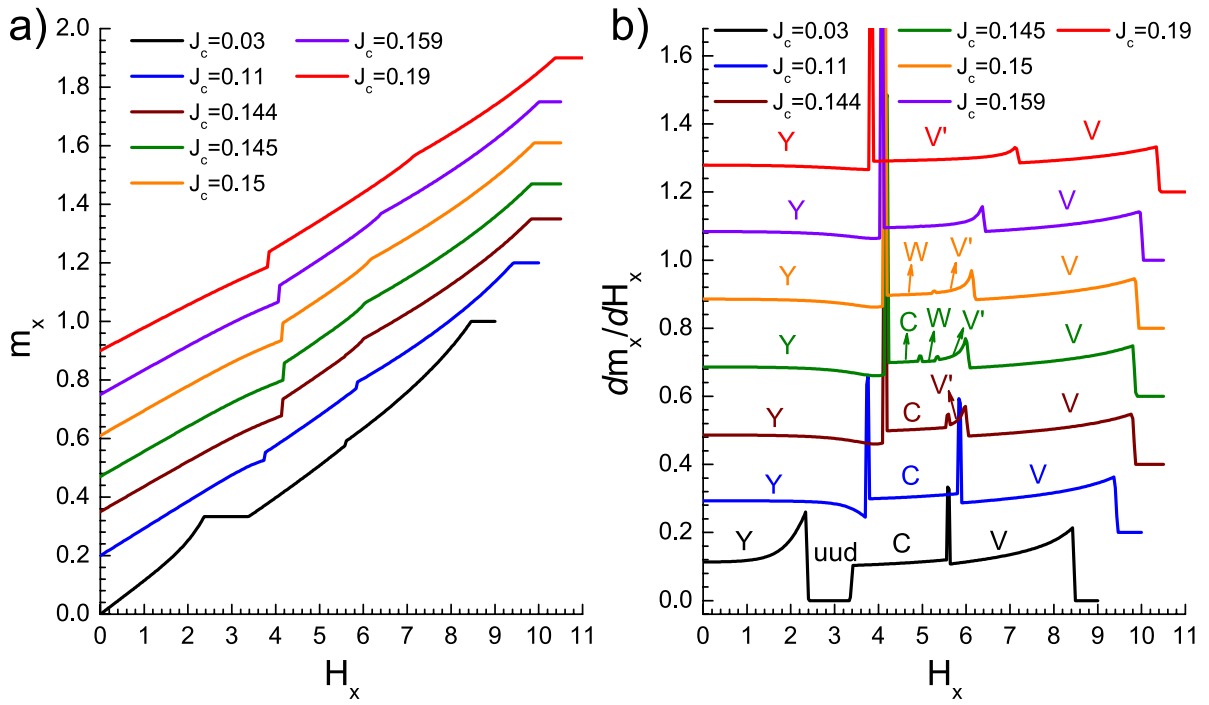 a)
2.0
1.8
1.6
1.4
1.2
1.0
0.8
0.6
0.4
0.2
0.0
m_x
J_c=0.03
J_c=0.11
J_c=0.144
J_c=0.145
J_c=0.15
J_c=0.159
J_c=0.19
0 1 2 3 4 5 6 7 8 9 10 11
H_x
b)
1.6
1.4
1.2
1.0
0.8
0.6
0.4
0.2
0.0
dm_x/dH_x
J_c=0.03
J_c=0.11
J_c=0.144
J_c=0.145
J_c=0.15
J_c=0.159
J_c=0.19
Y V' V
Y V
Y W V' V
Y C W V' V
Y C V' V
Y C V
Y uud C V
0 1 2 3 4 5 6 7 8 9 10 11
H_x